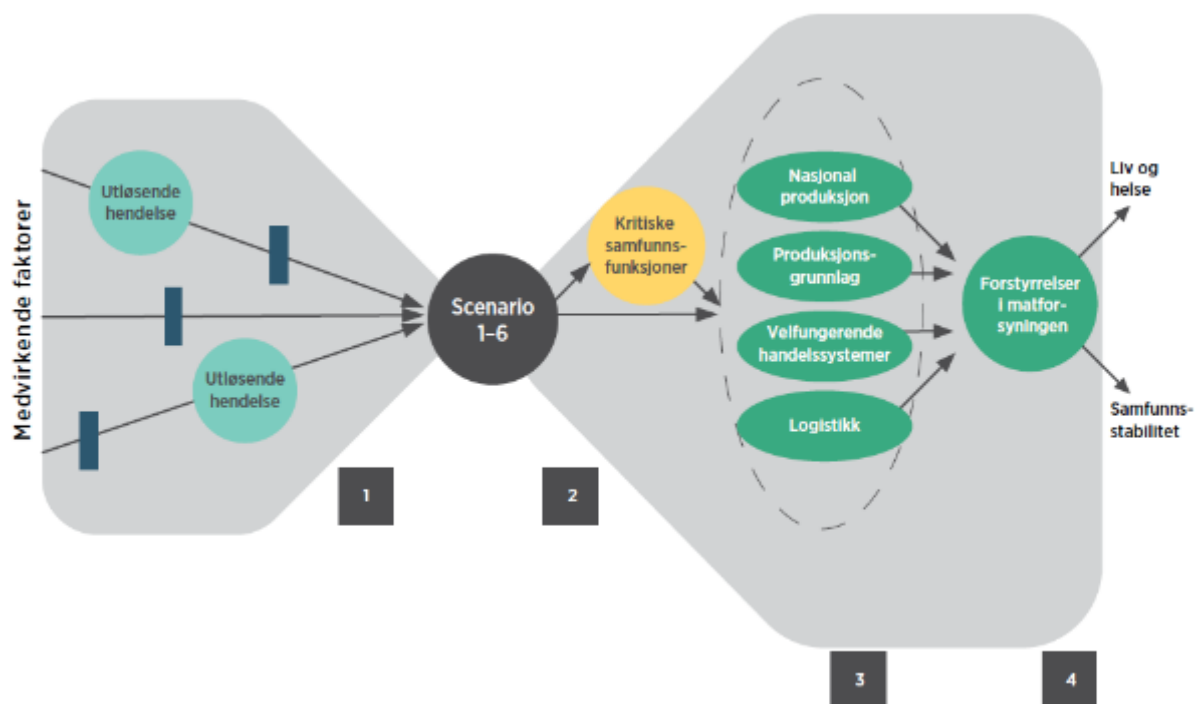 Medvirkende faktorer
Utløsende
hendelse
Utløsende
hendelse
Scenario
1–6
Kritiske
samfunns-
funksjoner
Nasjonal
produksjon
Produksjons-
grunnlag
Velfungerende
handelssystemer
Logistikk
Forstyrrelser
i matfor-
syningen
Liv og
helse
Samfunns-
stabilitet
1
2
3
4